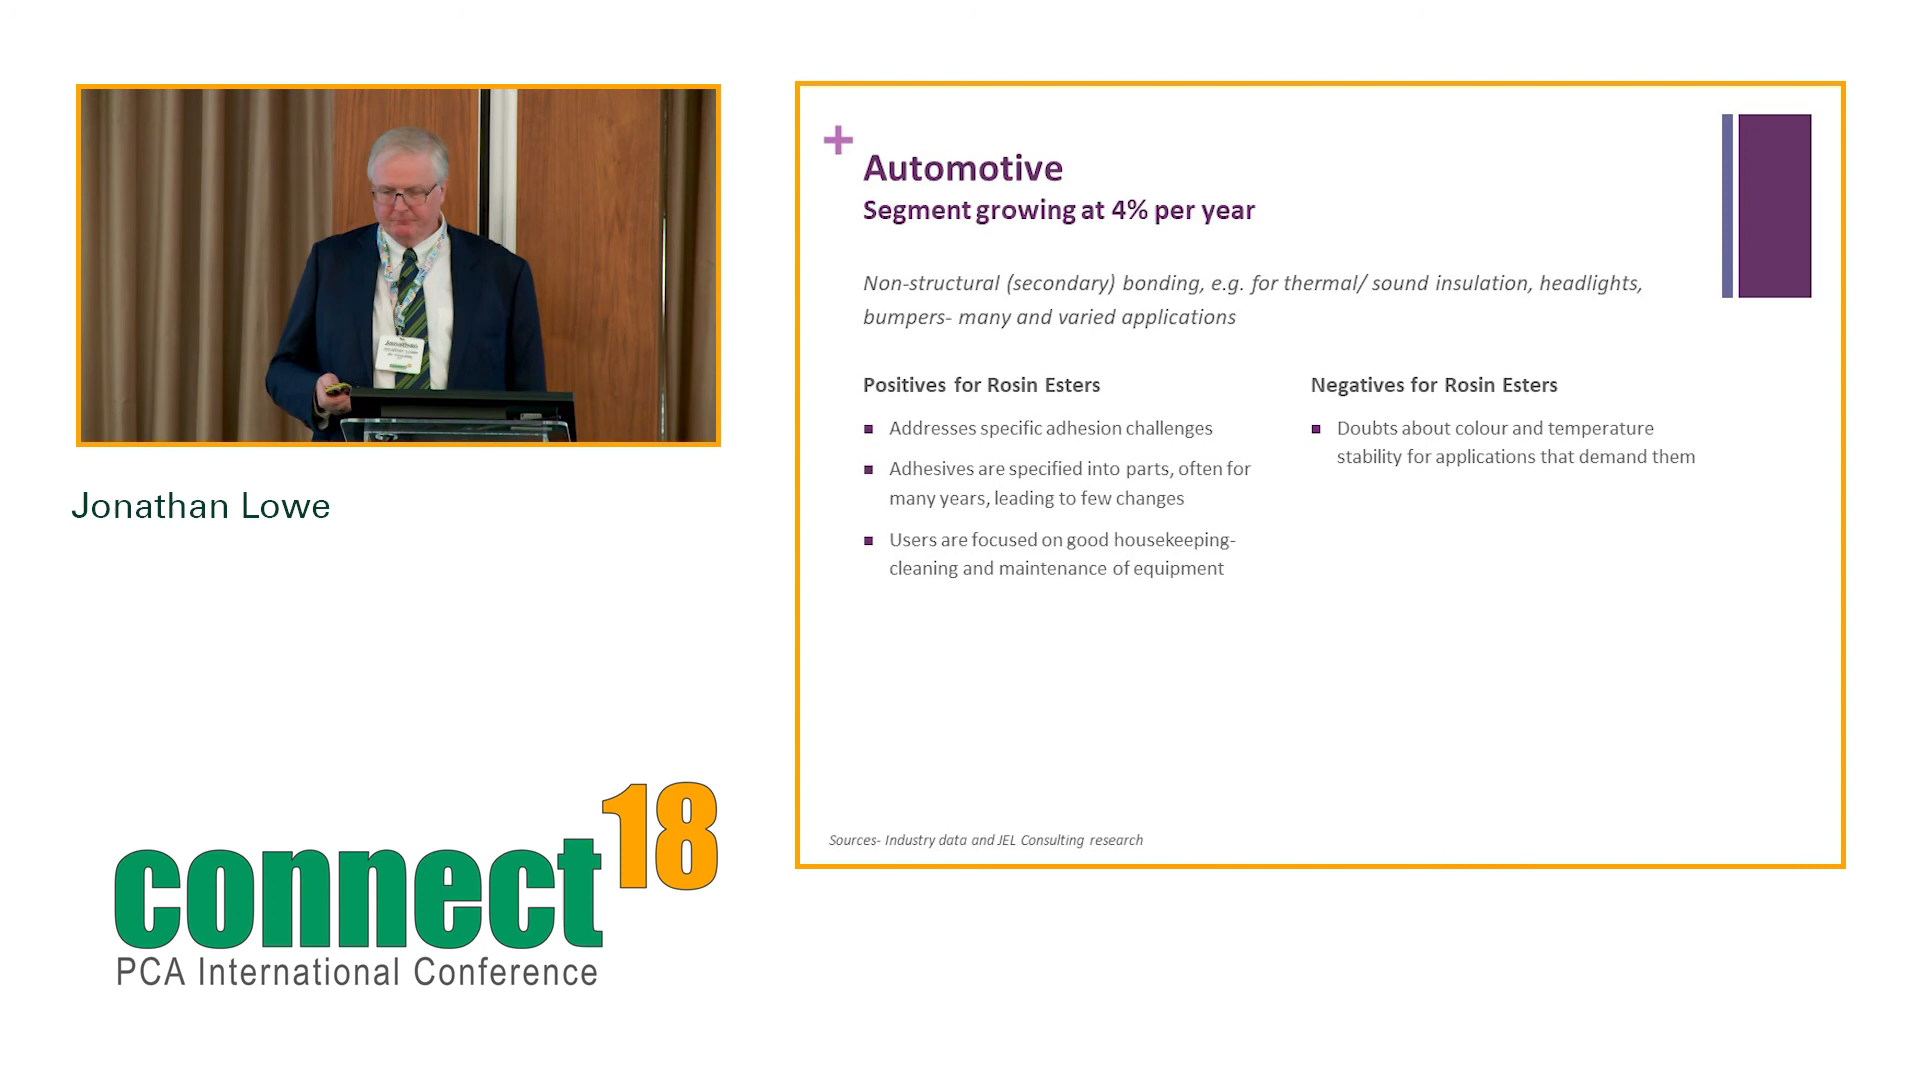 Jonathan
Jonathan Lowe
connect18
PCA International Conference
+
Automotive
Segment growing at 4% per year
Non-structural (secondary) bonding, e.g. for thermal/ sound insulation, headlights,
bumpers- many and varied applications
Positives for Rosin Esters
Addresses specific adhesion challenges
Adhesives are specified into parts, often for
many years, leading to few changes
Users are focused on good housekeeping-
cleaning and maintenance of equipment
Negatives for Rosin Esters
Doubts about colour and temperature
stability for applications that demand them
Sources- Industry data and JEL Consulting research